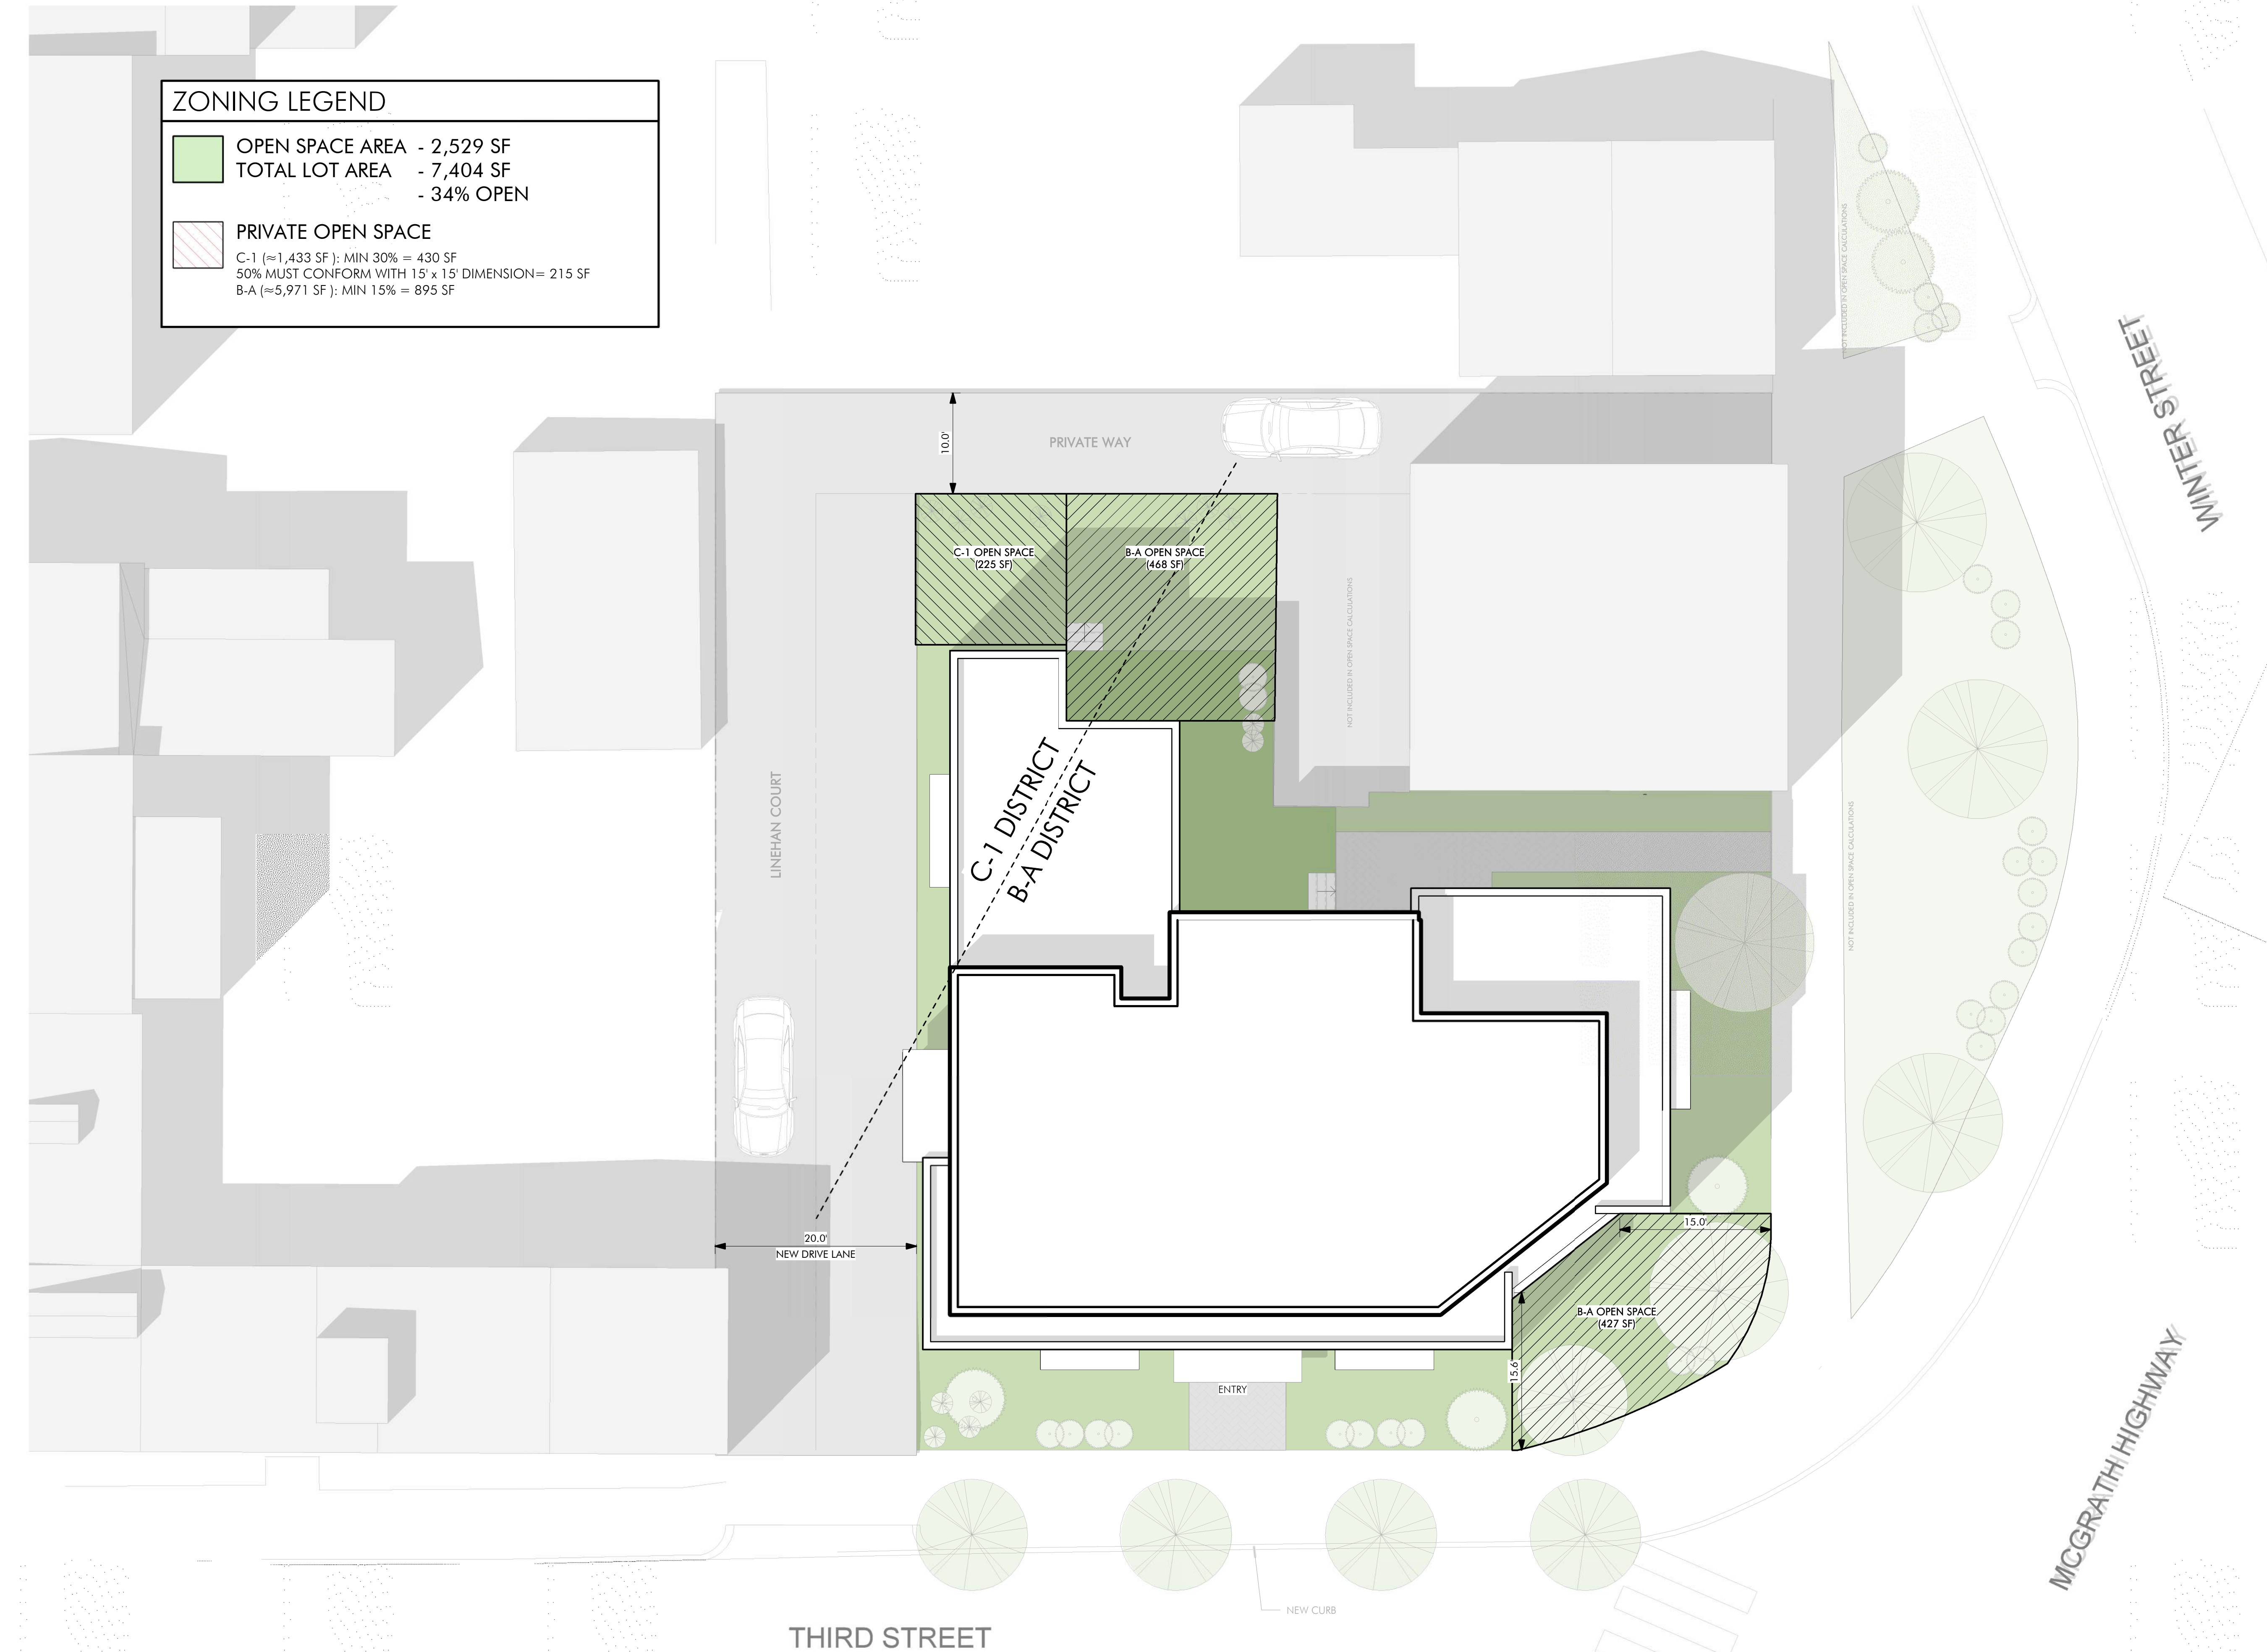 ZONING LEGEND
OPEN SPACE AREA - 2,529 SF
TOTAL LOT AREA - 7,404 SF
- 34% OPEN
PRIVATE OPEN SPACE
C-1 (≈1,433 SF ): MIN 30% = 430 SF
50% MUST CONFORM WITH 15' x 15' DIMENSION= 215 SF
B-A (≈5,971 SF ): MIN 15% = 895 SF
NOT INCLUDED IN OPEN SPACE CALCULATIONS
WINTER STREET
10.0'
PRIVATE WAY
C-1 OPEN SPACE
(225 SF)
B-A OPEN SPACE
(468 SF)
NOT INCLUDED IN OPEN SPACE CALCULATIONS
LINEHAN COURT
C-1 DISTRICT
B-A DISTRICT
NOT INCLUDED IN OPEN SPACE CALCULATIONS
20.0'
NEW DRIVE LANE
15.0'
B-A OPEN SPACE
(427 SF)
15.6'
ENTRY
MCGRATH HIGHWAY
NEW CURB
THIRD STREET